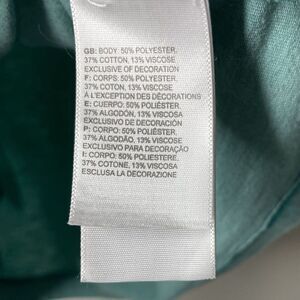 GB: BODY: 50% POLYESTER,
37% COTTON, 13% VISCOSE
EXCLUSIVE OF DECORATION
F: CORPS: 50% POLYESTER,
37% COTON, 13% VISCOSE
À L'EXCEPTION DES DÉCORATIONS
E: CUERPO: 50% POLIÉSTER,
37% ALGODÓN, 13% VISCOSA
EXCLUSIVO DE DECORACIÓN
P: CORPO: 50% POLIÉSTER,
37% ALGODÃO, 13% VISCOSA
EXCLUSIVO PARA DECORAÇÃO
I: CORPO: 50% POLIESTERE,
37% COTONE, 13% VISCOSA
ESCLUSA LA DECORAZIONE